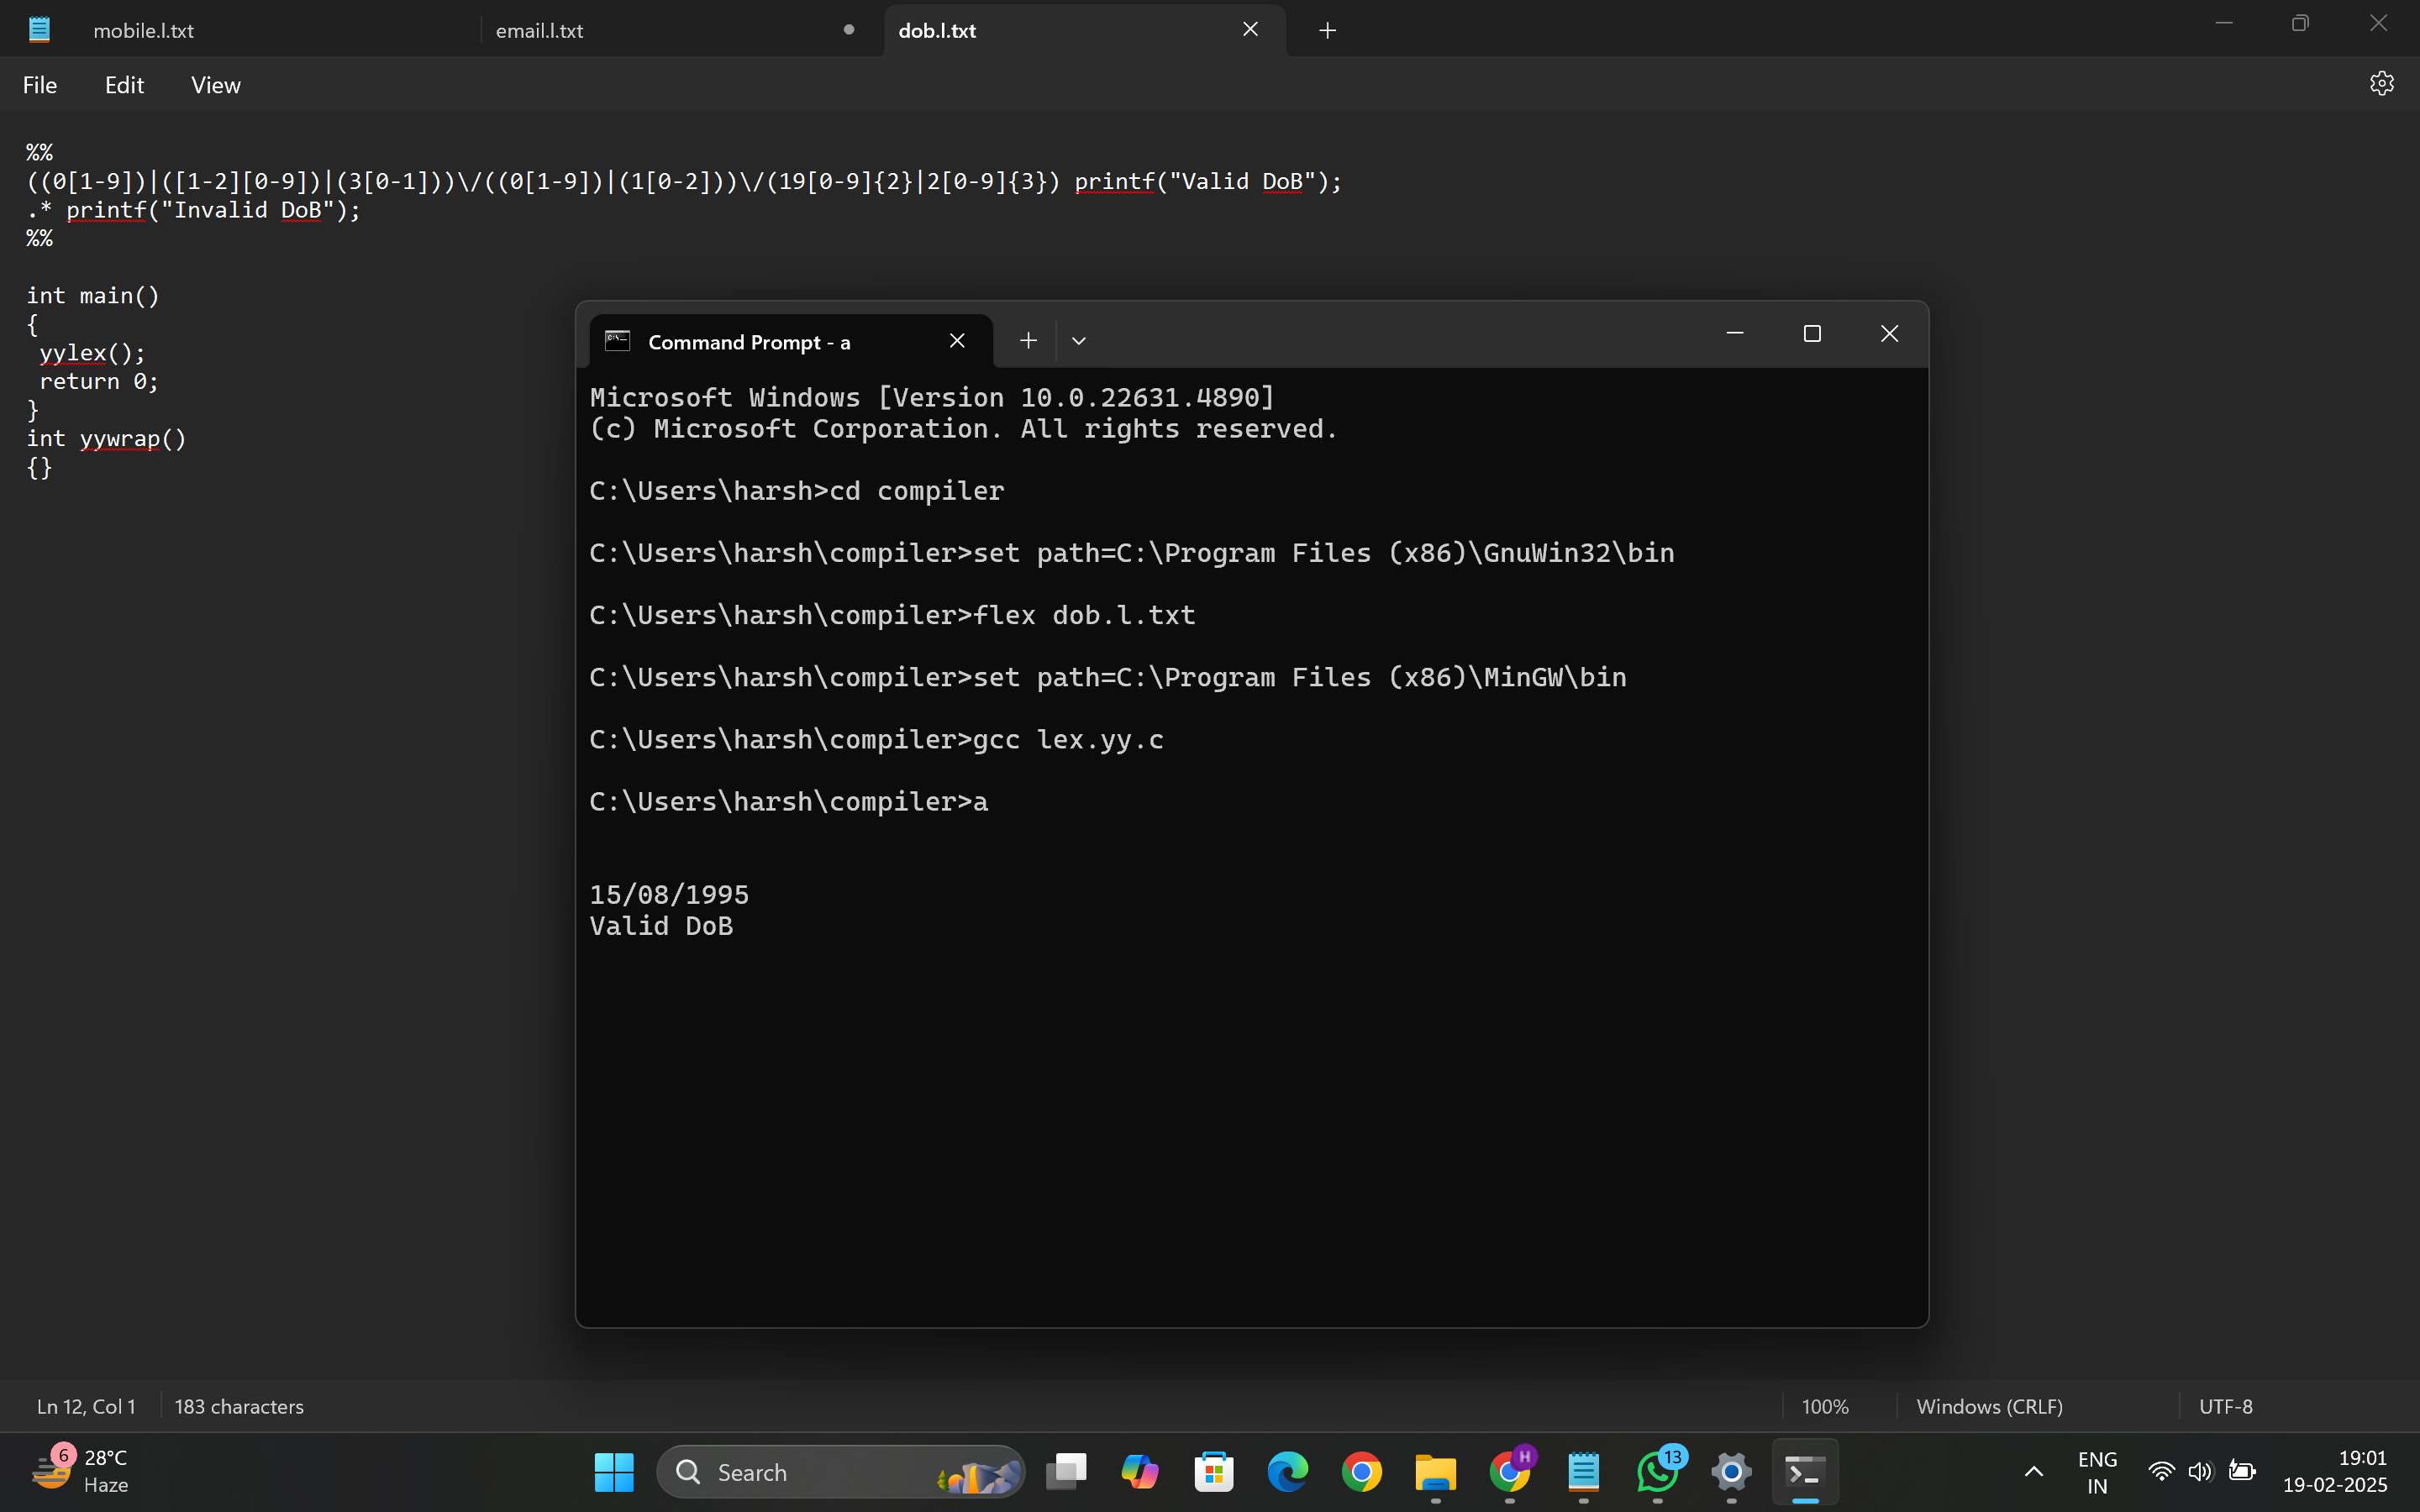 mobile.l.txt
email.l.txt
dob.l.txt
File Edit View
%%
((0[1-9])|([1-2][0-9])|(3[0-1]))\/((0[1-9])|(1[0-2]))\/(19[0-9]{2}|2[0-9]{3}) printf("Valid DoB");
.* printf("Invalid DoB");
%%
int main()
{
yylex();
return 0;
}
int yywrap()
{}
Command Prompt - a
Microsoft Windows [Version 10.0.22631.4890]
(c) Microsoft Corporation. All rights reserved.
C:\Users\harsh>cd compiler
C:\Users\harsh\compiler>set path=C:\Program Files (x86)\GnuWin32\bin
C:\Users\harsh\compiler>flex dob.l.txt
C:\Users\harsh\compiler>set path=C:\Program Files (x86)\MinGW\bin
C:\Users\harsh\compiler>gcc lex.yy.c
C:\Users\harsh\compiler>a
15/08/1995
Valid DoB
Ln 12, Col 1
183 characters
100%
Windows (CRLF)
UTF-8
6
28°C
Haze
Search
H
13
ENG
IN
19:01
19-02-2025